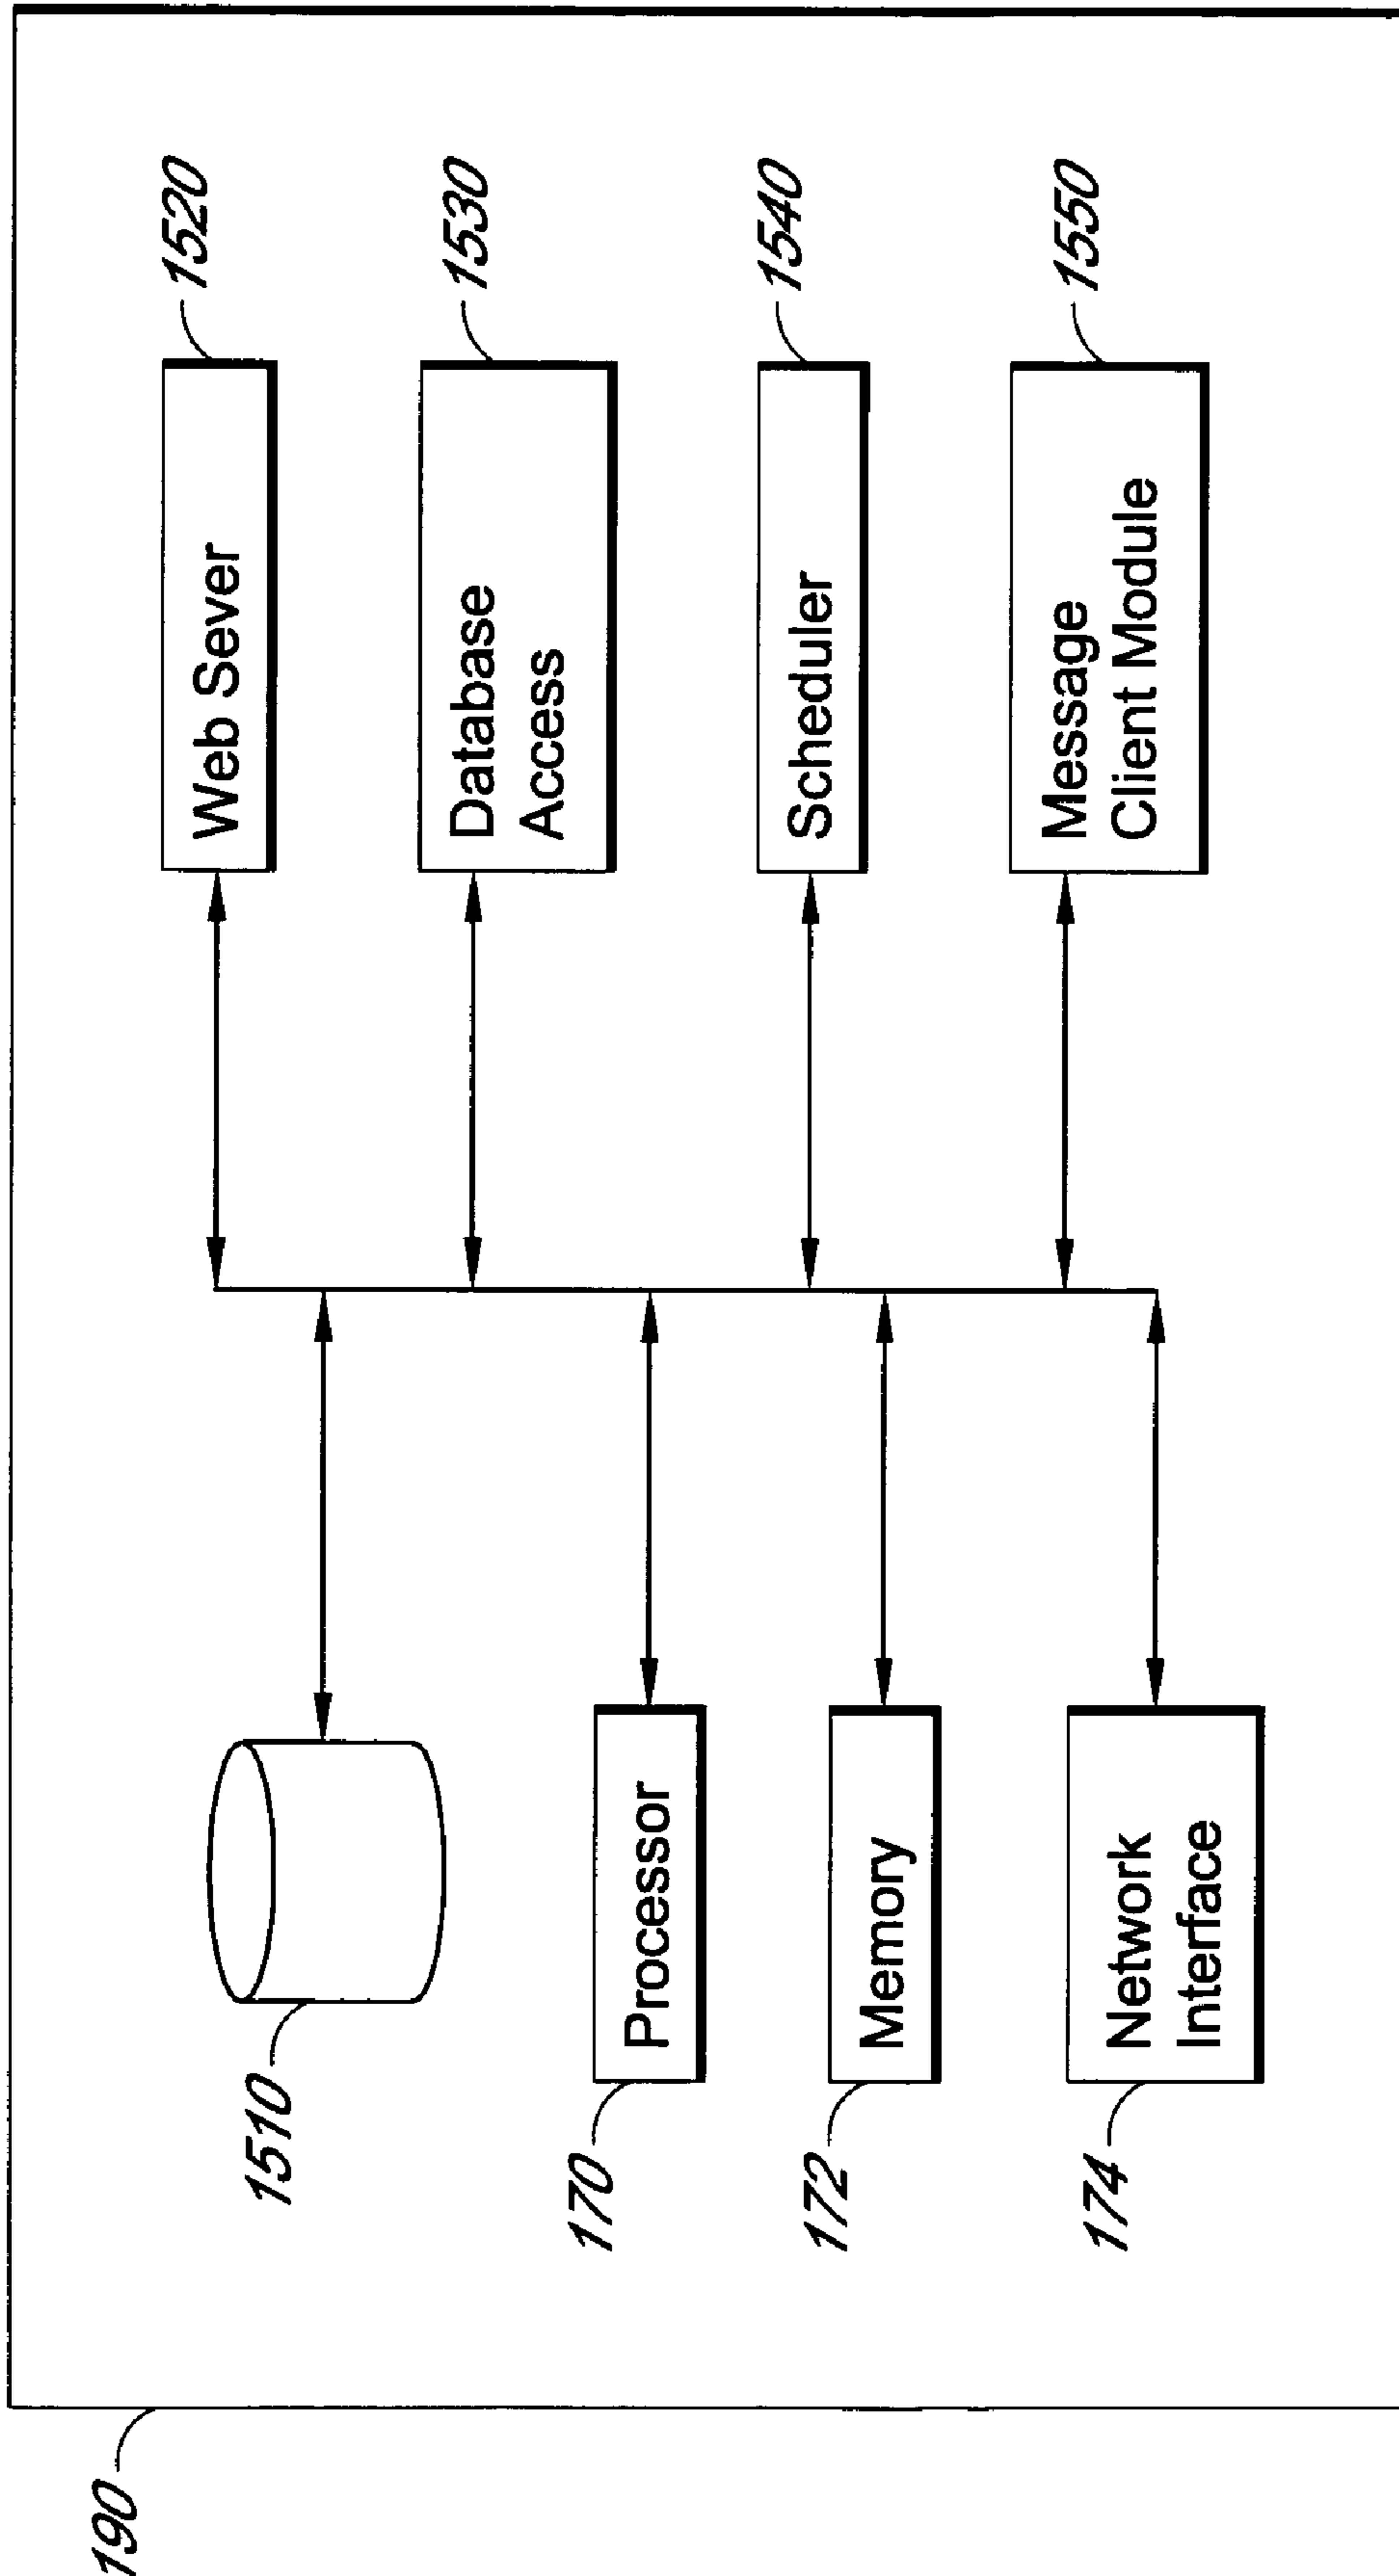 190
1510
1520
Web Sever
Database
Access
1530
170
Processor
Scheduler
1540
172
Memory
Message
Client Module
1550
174
Network
Interface